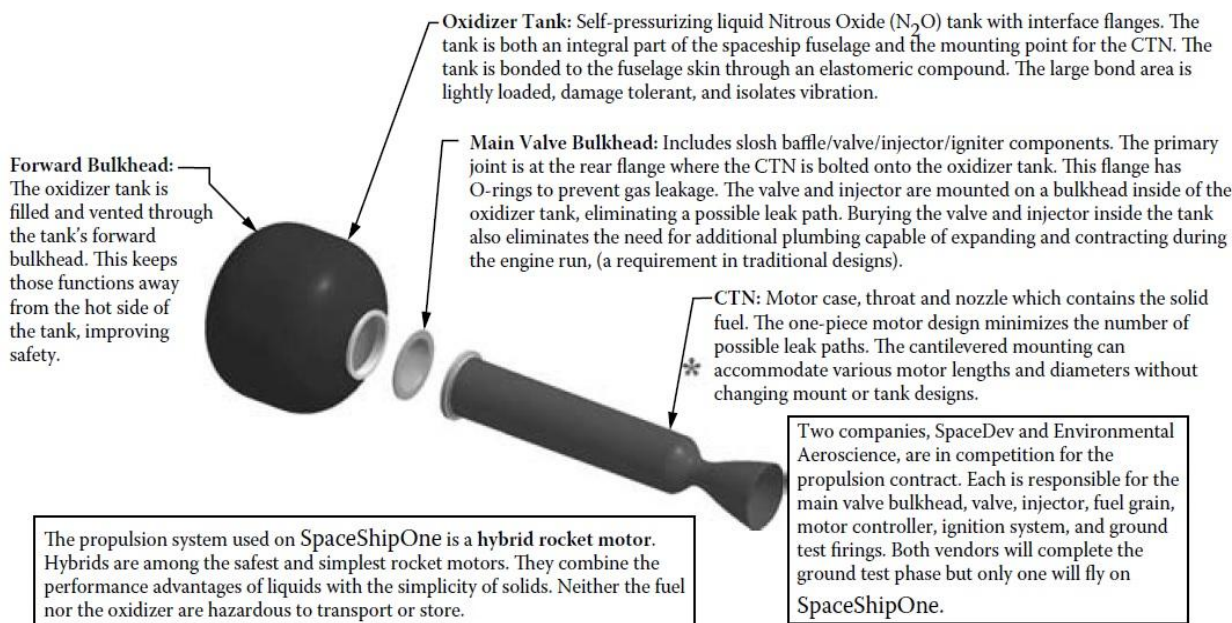 Oxidizer Tank: Self-pressurizing liquid Nitrous Oxide (N₂O) tank with interface flanges. The
tank is both an integral part of the spaceship fuselage and the mounting point for the CTN. The
tank is bonded to the fuselage skin through an elastomeric compound. The large bond area is
lightly loaded, damage tolerant, and isolates vibration.
Main Valve Bulkhead: Includes slosh baffle/valve/injector/igniter components. The primary
joint is at the rear flange where the CTN is bolted onto the oxidizer tank. This flange has
O-rings to prevent gas leakage. The valve and injector are mounted on a bulkhead inside of the
oxidizer tank, eliminating a possible leak path. Burying the valve and injector inside the tank
also eliminates the need for additional plumbing capable of expanding and contracting during
the engine run, (a requirement in traditional designs).
Forward Bulkhead:
The oxidizer tank is
filled and vented through
the tank's forward
bulkhead. This keeps
those functions away
from the hot side of
the tank, improving
safety.
CTN: Motor case, throat and nozzle which contains the solid
fuel. The one-piece motor design minimizes the number of
possible leak paths. The cantilevered mounting can
* accommodate various motor lengths and diameters without
changing mount or tank designs.
Two companies, SpaceDev and Environmental
Aeroscience, are in competition for the
propulsion contract. Each is responsible for the
main valve bulkhead, valve, injector, fuel grain,
motor controller, ignition system, and ground
test firings. Both vendors will complete the
ground test phase but only one will fly on
SpaceShipOne.
The propulsion system used on SpaceShipOne is a hybrid rocket motor.
Hybrids are among the safest and simplest rocket motors. They combine the
performance advantages of liquids with the simplicity of solids. Neither the fuel
nor the oxidizer are hazardous to transport or store.